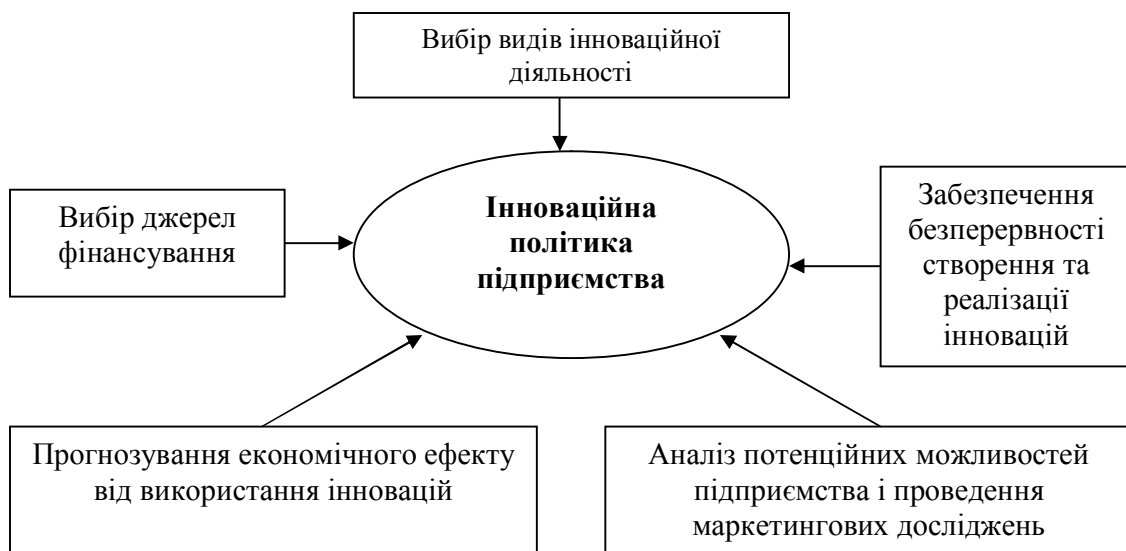 Вибір видів інноваційної
діяльності
Вибір джерел
фінансування
Інноваційна
політика
підприємства
Забезпечення
безперервності
створення та
реалізації
інновацій
Прогнозування економічного ефекту
від використання інновацій
Аналіз потенційних можливостей
підприємства і проведення
маркетингових досліджень